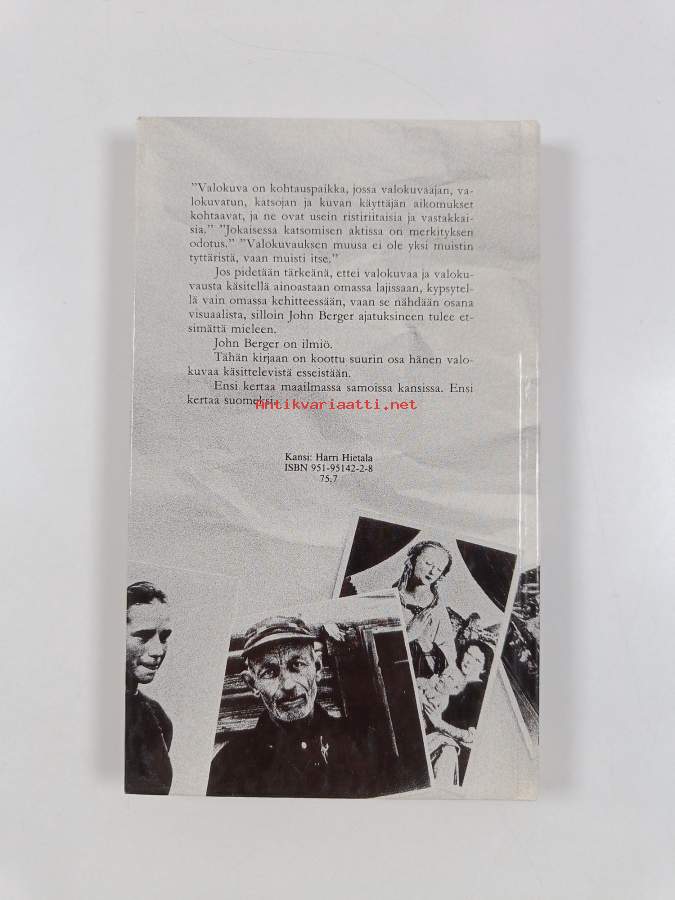 ”Valokuva on kohtauspaikka, jossa valokuvaajan, va-
lokuvatun, katsojan ja kuvan käyttäjän aikomukset
kohtaavat, ja ne ovat usein ristiriitaisia ja vastakkai-
sia.” ”Jokaisessa katsomisen aktissa on merkityksen
odotus.” ”Valokuvauksen muusa ei ole yksi muistin
tyttäristä, vaan muisti itse.”
Jos pidetään tärkeänä, ettei valokuvaa ja valoku-
vausta käsitellä ainoastaan omassa lajissaan, kypsytel-
lä vain omassa kehitteessään, vaan se nähdään osana
visuaalista, silloin John Berger ajatuksineen tulee et-
simättä mieleen.
John Berger on ilmiö.
Tähän kirjaan on koottu suurin osa hänen valo-
kuvaa käsittelevistä esseistään.
Ensi kertaa maailmassa samoissa kansissa. Ensi
kertaa suomeksi.
antikvariaatti.net
Kansi: Harri Hietala
ISBN 951-95142-2-8
75.7